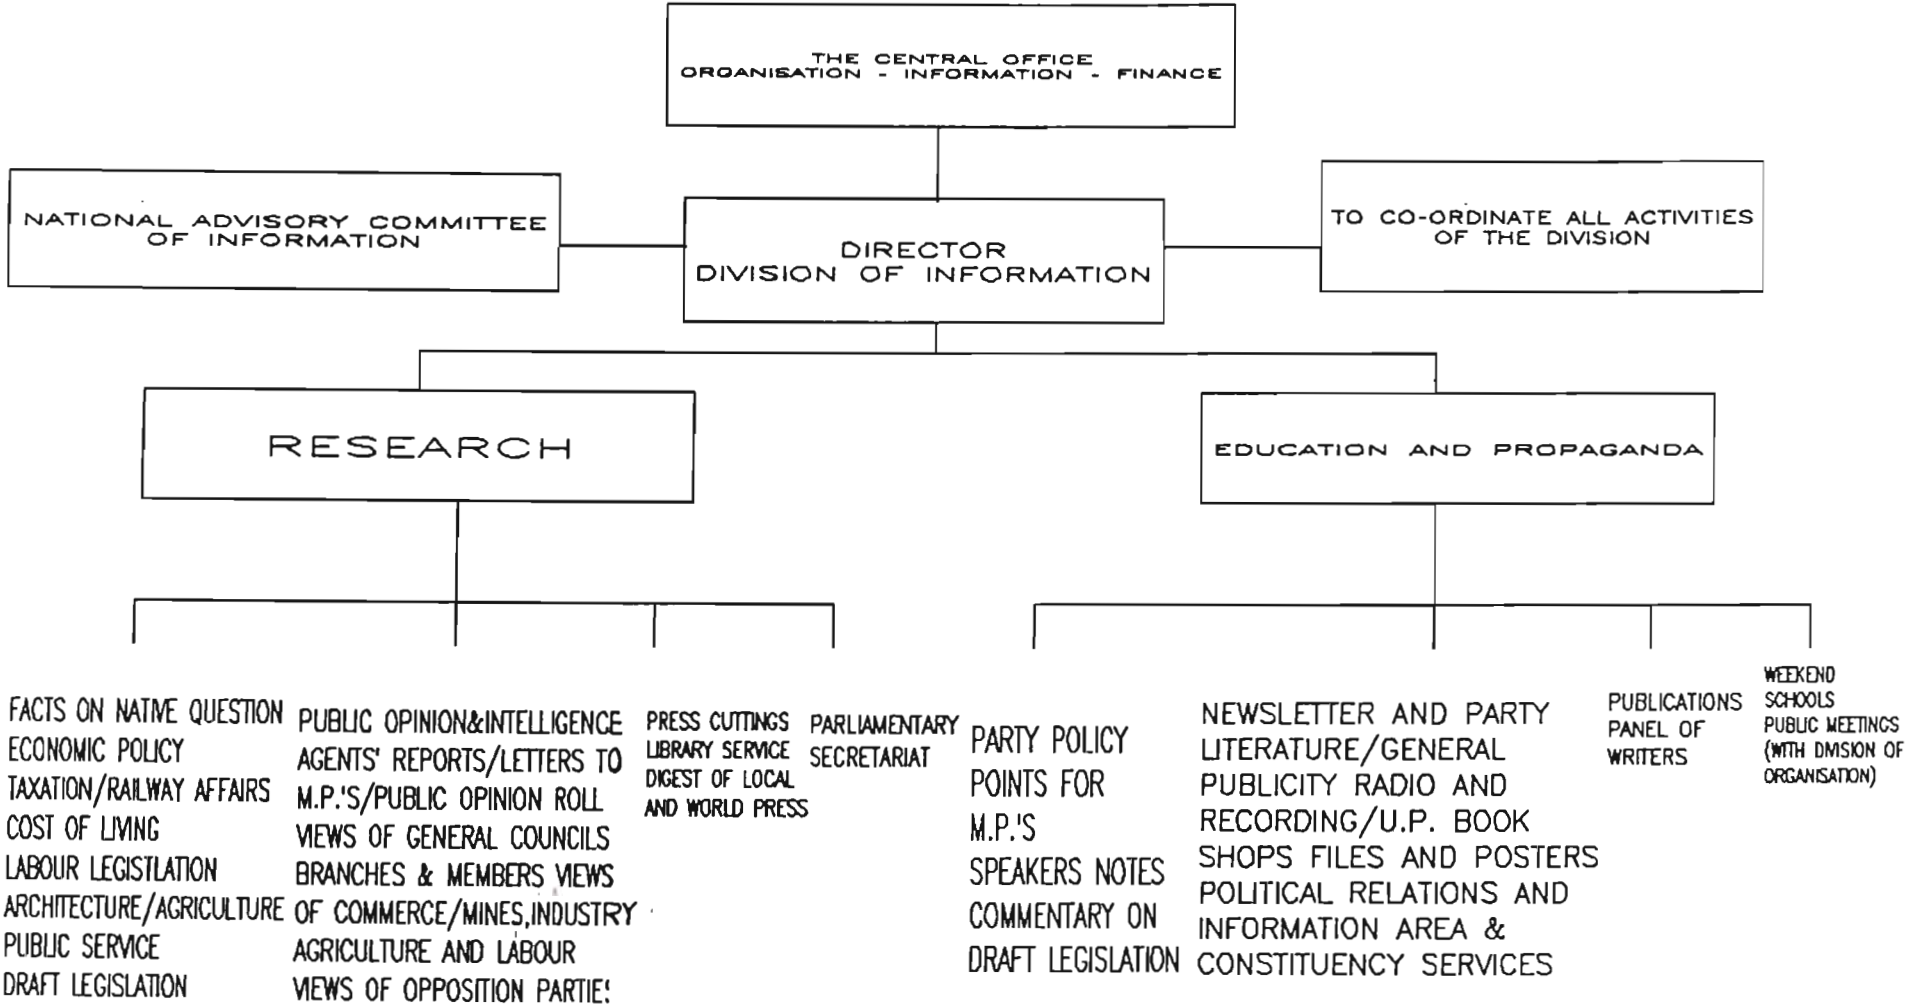 THE CENTRAL OFFICE
ORGANISATION - INFORMATION - FINANCE
NATIONAL ADVISORY COMMITTEE
OF INFORMATION
DIRECTOR
DIVISION OF INFORMATION
TO CO-ORDINATE ALL ACTIVITIES
OF THE DIVISION
RESEARCH
EDUCATION AND PROPAGANDA
FACTS ON NATIVE QUESTION
ECONOMIC POLICY
TAXATION/RAILWAY AFFAIRS
COST OF LIVING
LABOUR LEGISTLATION
ARCHITECTURE/AGRICULTURE
PUBLIC SERVICE
DRAFT LEGISLATION
PUBLIC OPINION&INTELLIGENCE
AGENTS' REPORTS/LETTERS TO
M.P.'S/PUBLIC OPINION ROLL
VIEWS OF GENERAL COUNCILS
BRANCHES & MEMBERS VIEWS
OF COMMERCE/MINES,INDUSTRY
AGRICULTURE AND LABOUR
VIEWS OF OPPOSITION PARTIES
PRESS CUTTINGS
LIBRARY SERVICE
DIGEST OF LOCAL
AND WORLD PRESS
PARLIAMENTARY
SECRETARIAT
PARTY POLICY
POINTS FOR
M.P.'S
SPEAKERS NOTES
COMMENTARY ON
DRAFT LEGISLATION
NEWSLETTER AND PARTY
LITERATURE/GENERAL
PUBLICITY RADIO AND
RECORDING/U.P. BOOK
SHOPS FILES AND POSTERS
POLITICAL RELATIONS AND
INFORMATION AREA &
CONSTITUENCY SERVICES
PUBLICATIONS
PANEL OF
WRITERS
WEEKEND
SCHOOLS
PUBLIC MEETINGS
(WITH DIVISION OF
ORGANISATION)